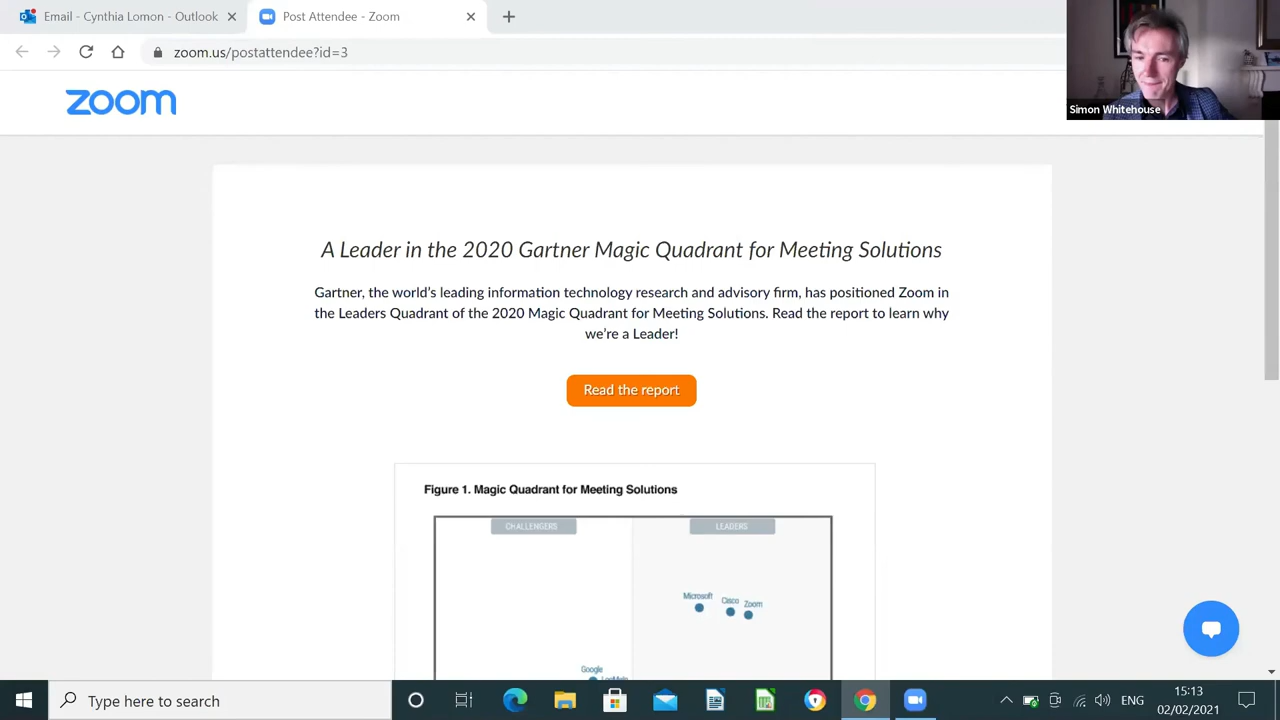 Email - Cynthia Lomon - Outlook
Post Attendee - Zoom
zoom.us/postattendee?id=3
Simon Whitehouse
zoom
A Leader in the 2020 Gartner Magic Quadrant for Meeting Solutions
Gartner, the world's leading information technology research and advisory firm, has positioned Zoom in
the Leaders Quadrant of the 2020 Magic Quadrant for Meeting Solutions. Read the report to learn why
we're a Leader!
Read the report
Figure 1. Magic Quadrant for Meeting Solutions
CHALLENGERS
LEADERS
Microsoft
Cisco
Zoom
Google
Type here to search
ENG
15:13
02/02/2021